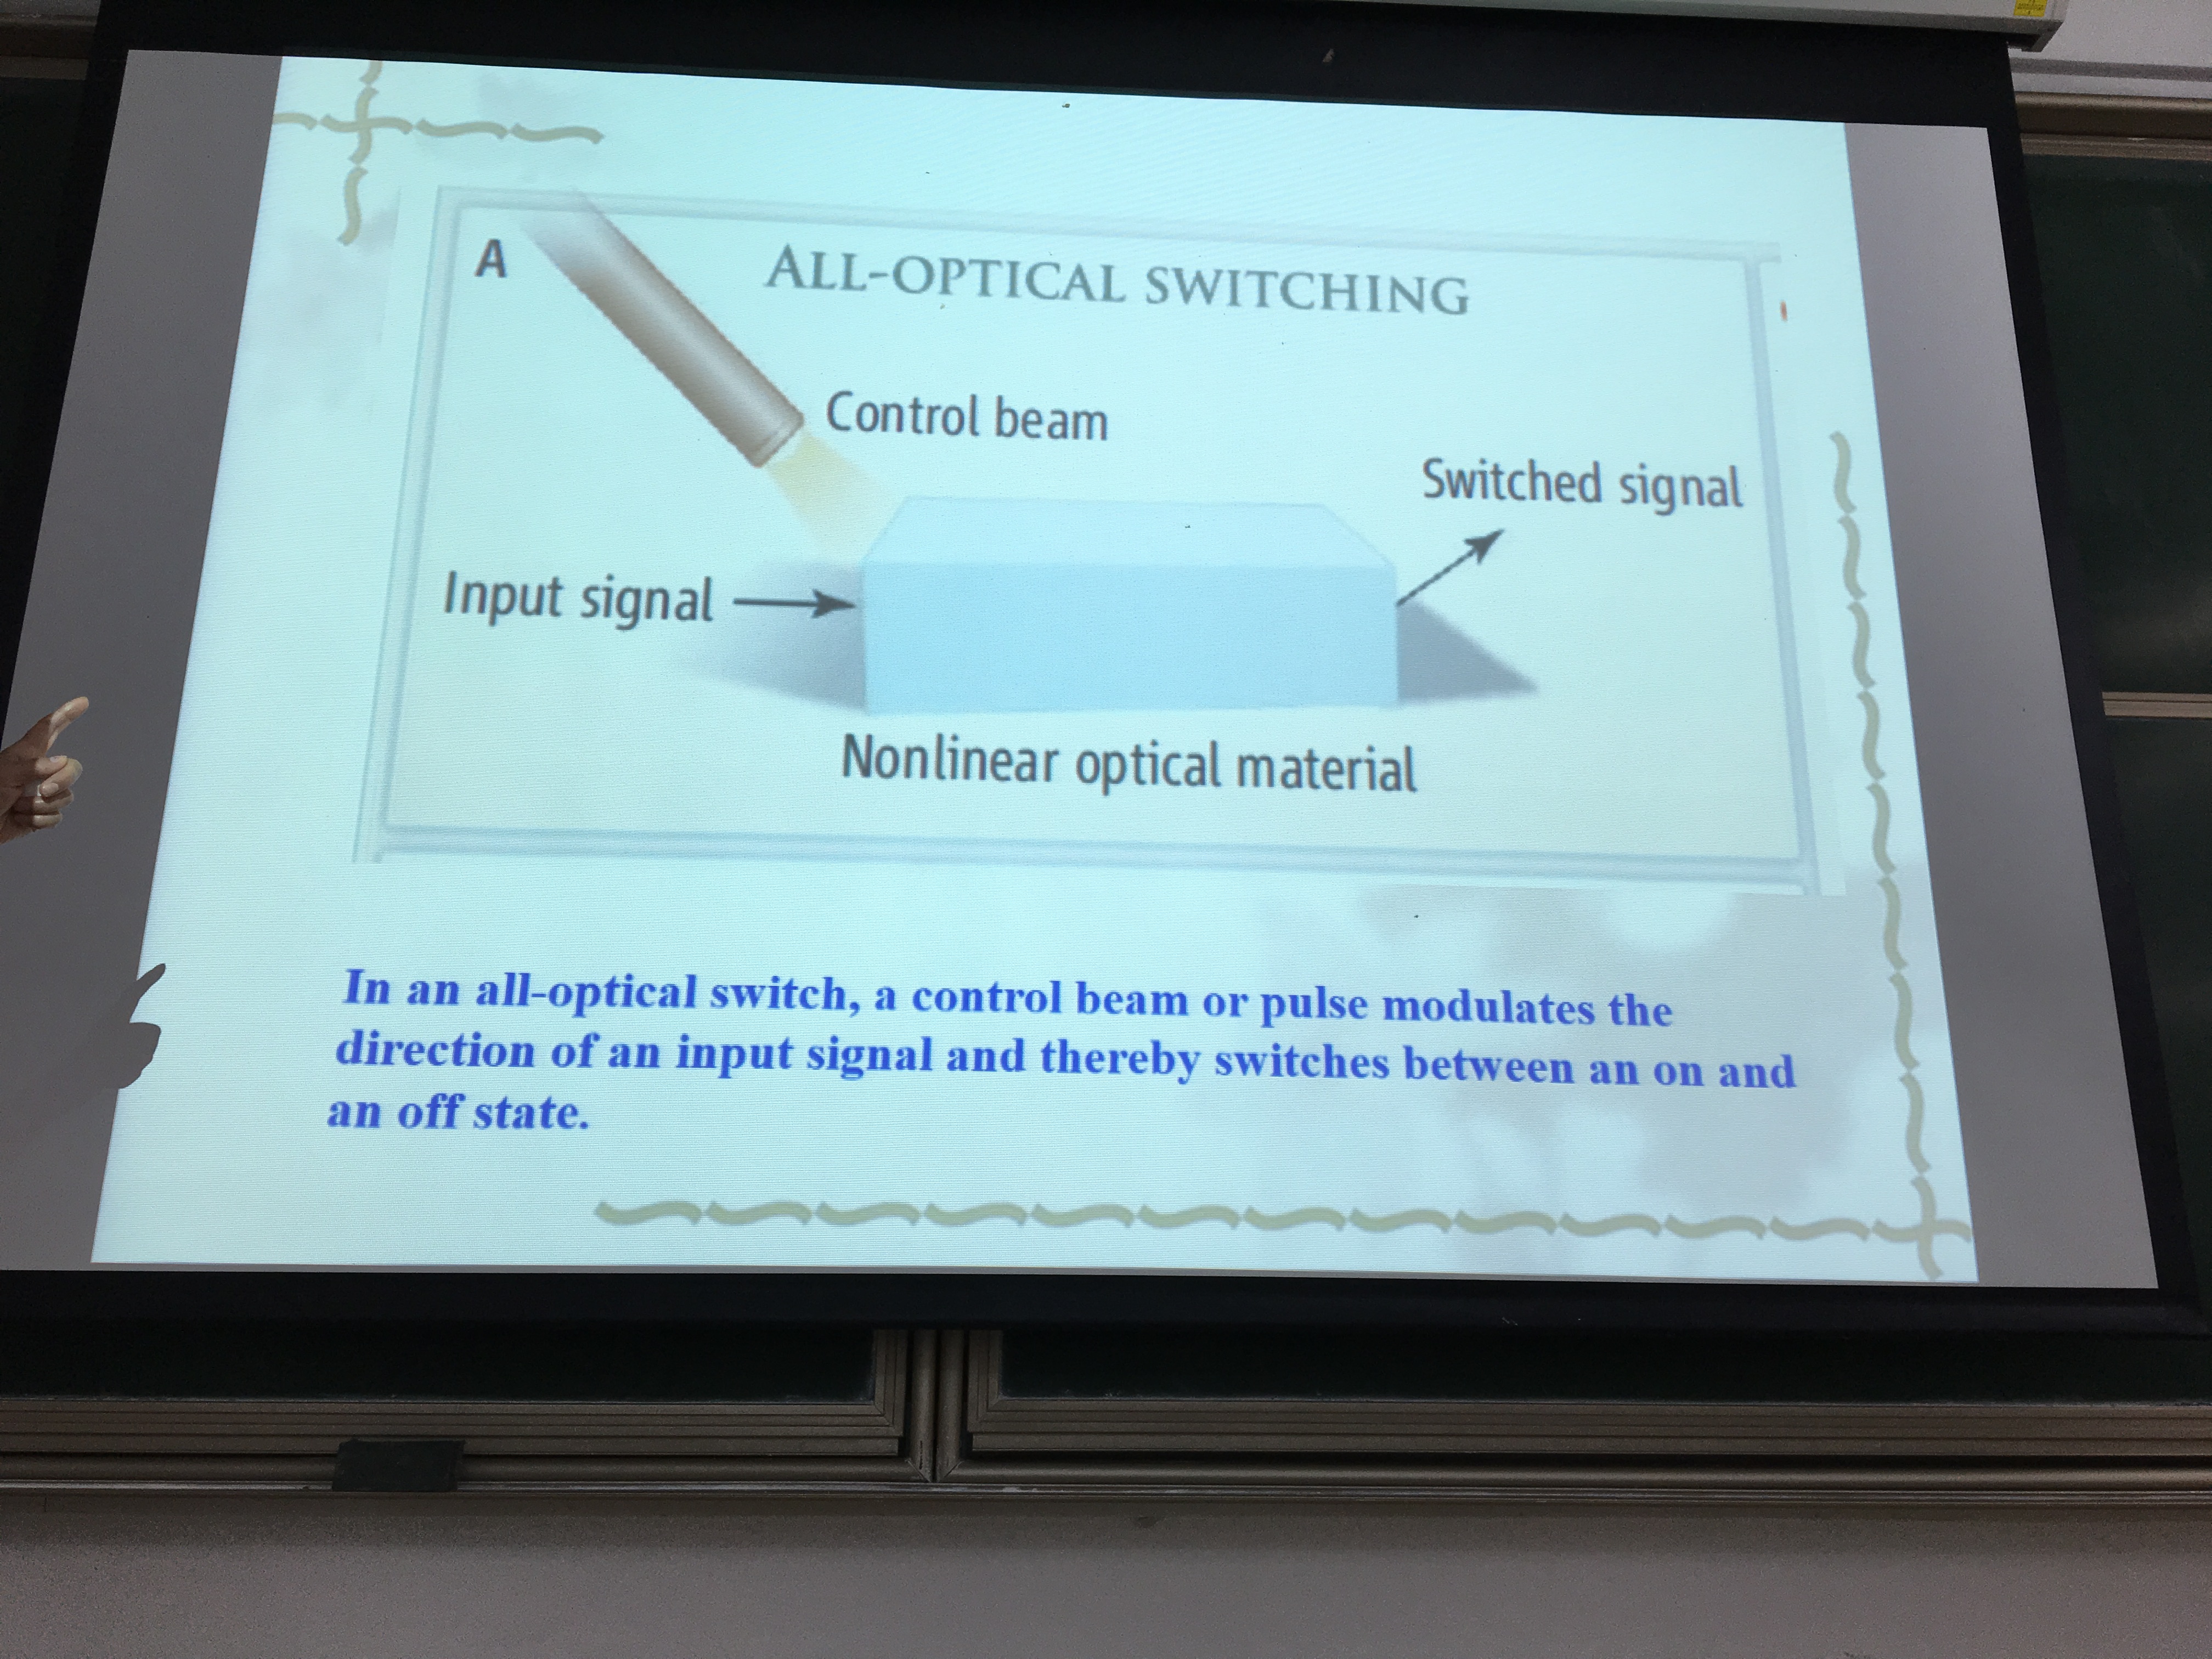 A
ALL-OPTICAL SWITCHING
Control beam
Switched signal
Input signal
Nonlinear optical material
In an all-optical switch, a control beam or pulse modulates the
direction of an input signal and thereby switches between an on and
an off state.